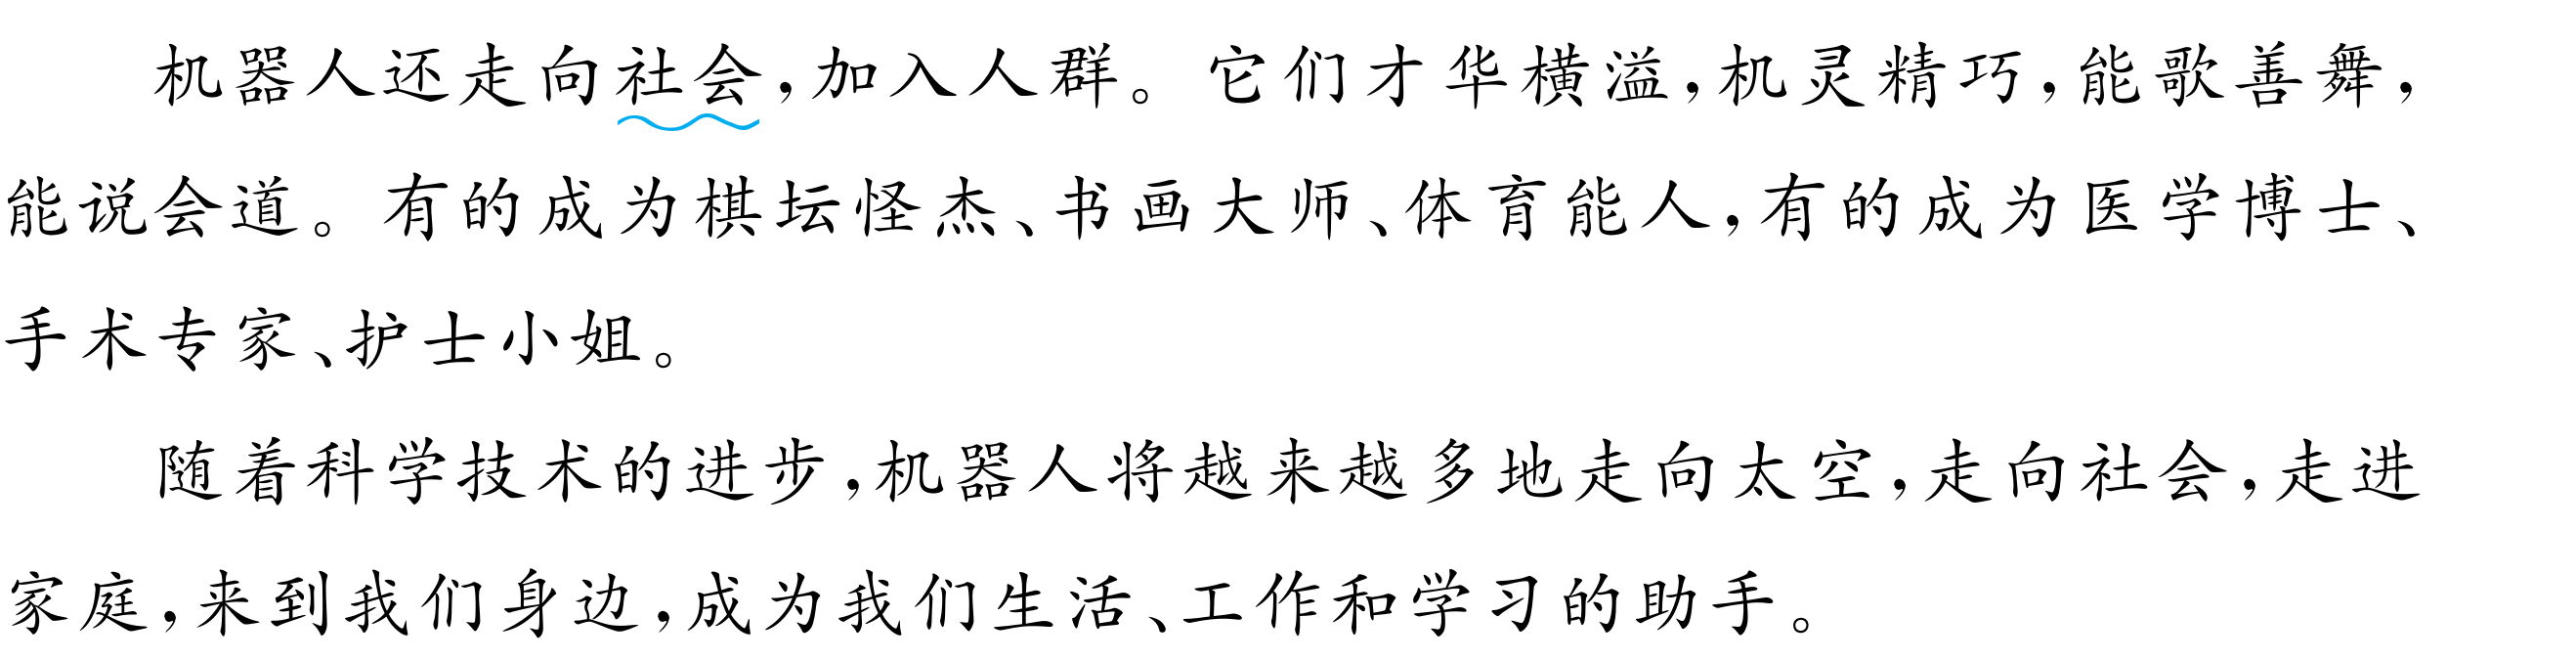 机器人还走向社会,加入人群。它们才华横溢,机灵精巧,能歌善舞,
能说会道。有的成为棋坛怪杰、书画大师、体育能人,有的成为医学博士、
手术专家、护士小姐。
随着科学技术的进步,机器人将越来越多地走向太空,走向社会,走进
家庭,来到我们身边,成为我们生活、工作和学习的助手。